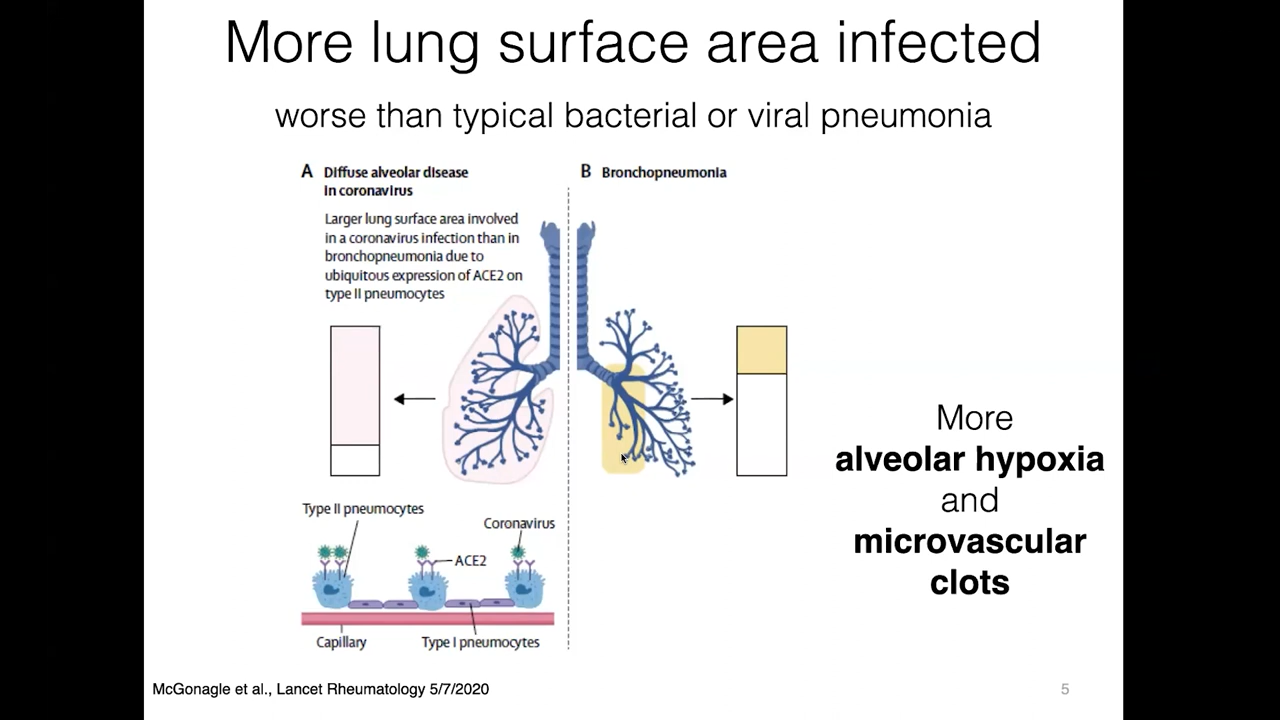 More lung surface area infected
worse than typical bacterial or viral pneumonia
A Diffuse alveolar disease
in coronavirus
Larger lung surface area involved
in a coronavirus infection than in
bronchopneumonia due to
ubiquitous expression of ACE2 on
type II pneumocytes
B Bronchopneumonia
Type II pneumocytes
Coronavirus
ACE2
Capillary
Type I pneumocytes
More
alveolar hypoxia
and
microvascular
clots
McGonagle et al., Lancet Rheumatology 5/7/2020
5